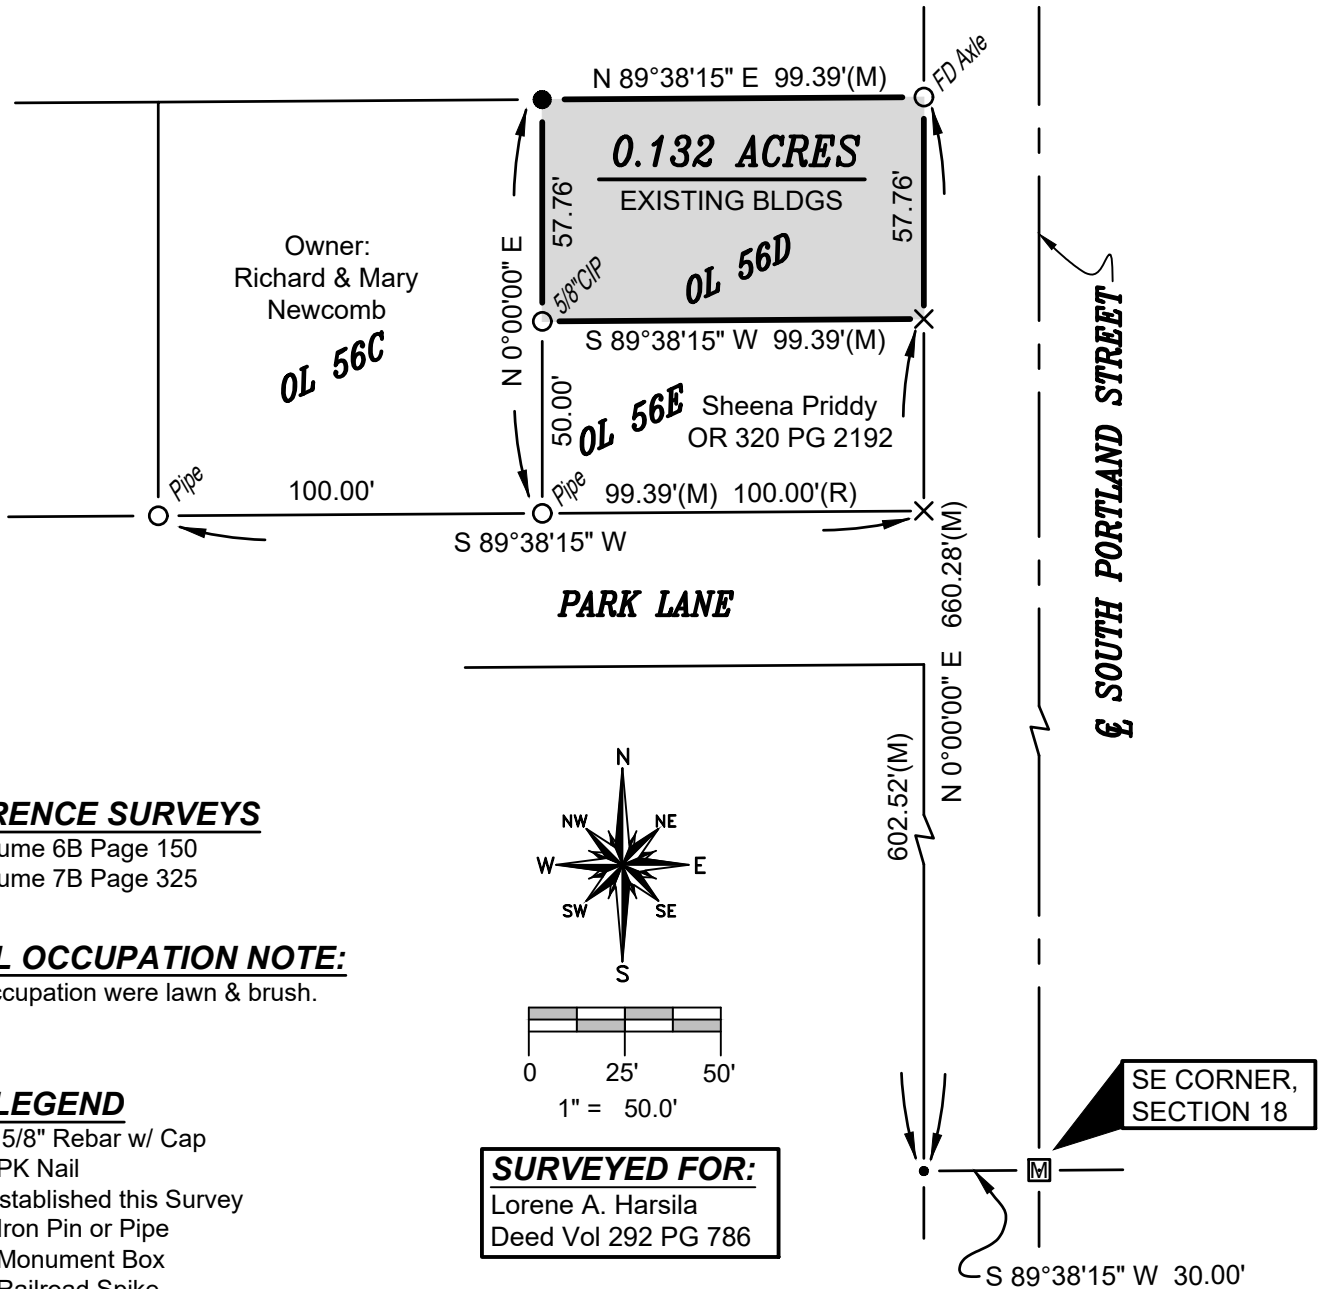 N 89°38'15" E 99.39'(M)
FD Axle
0.132 ACRES
EXISTING BLDGS
57.76'
57.76'
OL 56D
5/8"CIP
N 0°00'00" E
Owner:
Richard & Mary
Newcomb
OL 56C
S 89°38'15" W 99.39'(M)
50.00'
OL 56E
Sheena Priddy
OR 320 PG 2192
Pipe
100.00'
Pipe
99.39'(M) 100.00'(R)
S 89°38'15" W
PARK LANE
N 0°00'00" E 660.28'(M)
602.52'(M)
℄ SOUTH PORTLAND STREET
RENCE SURVEYS
ume 6B Page 150
ume 7B Page 325
L OCCUPATION NOTE:
ccupation were lawn & brush.
LEGEND
5/8" Rebar w/ Cap
PK Nail
stablished this Survey
Iron Pin or Pipe
Monument Box
Railroad Spike
N
NW
NE
W
E
SW
SE
S
0 25' 50'
1" = 50.0'
SURVEYED FOR:
Lorene A. Harsila
Deed Vol 292 PG 786
SE CORNER,
SECTION 18
M
S 89°38'15" W 30.00'